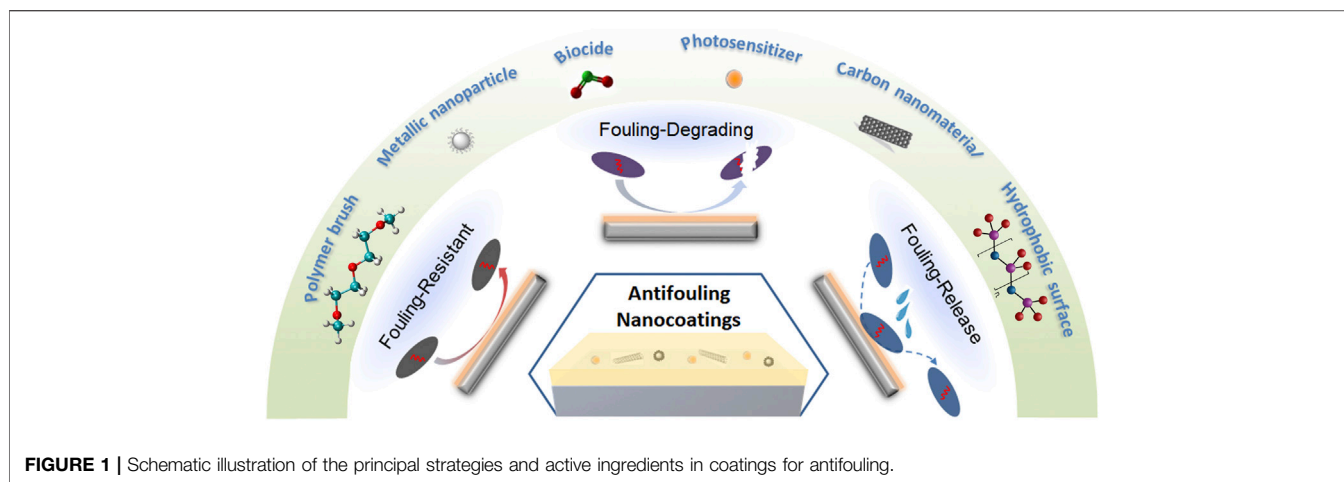 Polymer brush
Metallic nanoparticle
Biocide
Photosensitizer
Carbon nanomaterial/
Hydrophobic surface
Fouling-Resistant
Fouling-Degrading
Fouling-Release
n
Antifouling
Nanocoatings
FIGURE 1 | Schematic illustration of the principal strategies and active ingredients in coatings for antifouling.